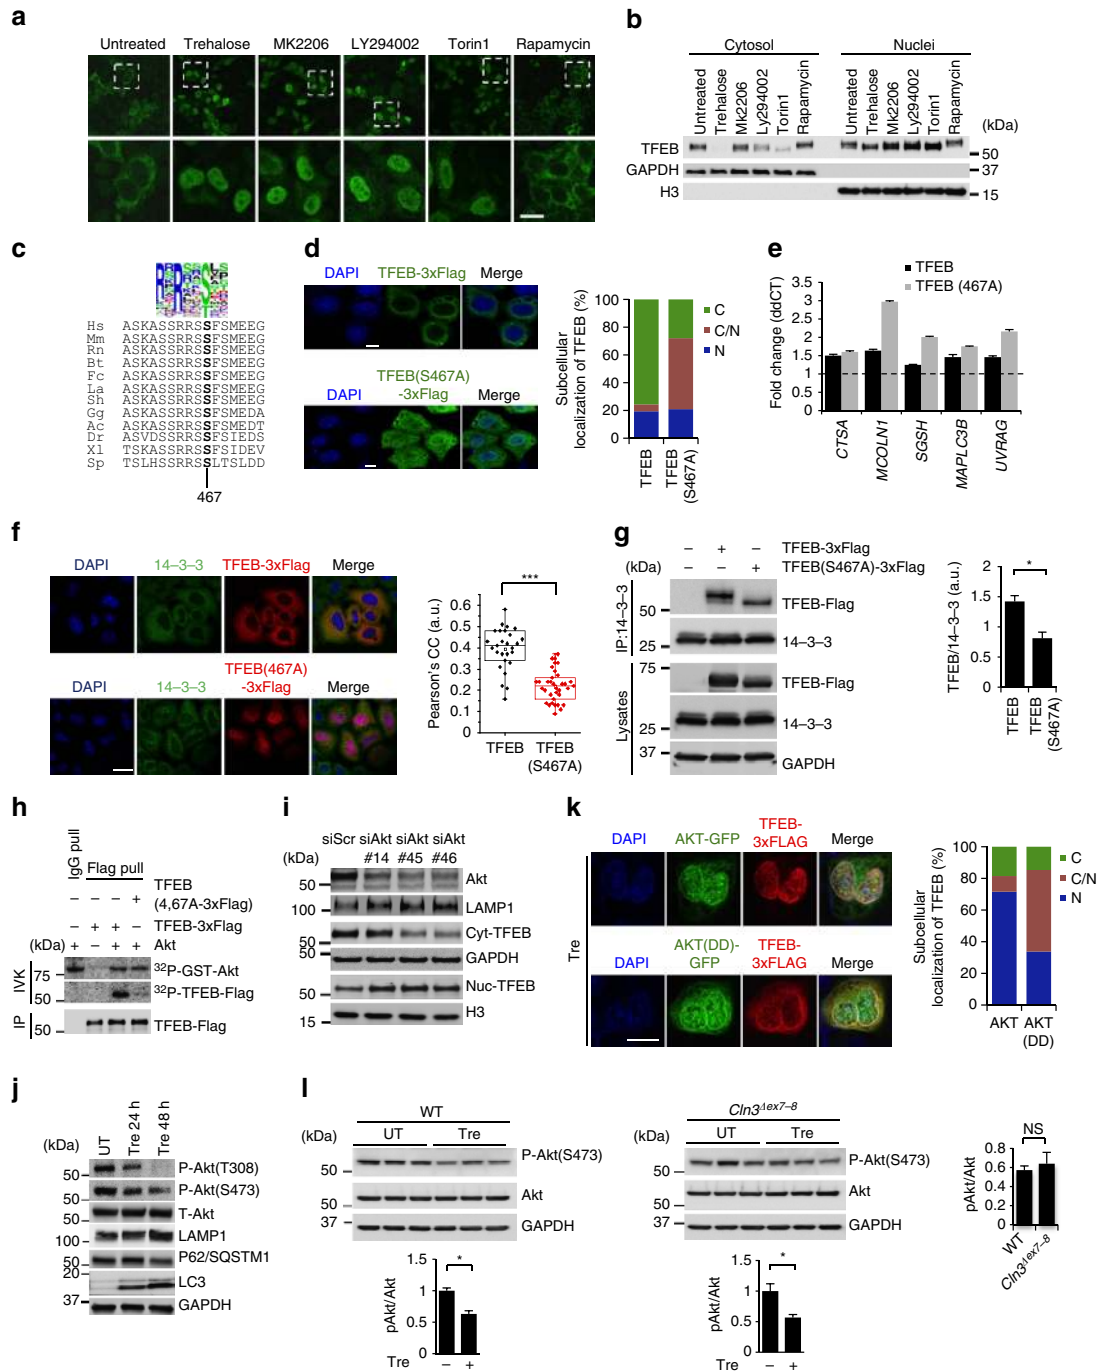 a
Untreated Trehalose MK2206 LY294002 Torin1 Rapamycin
b
Cytosol Nuclei
Untreated Trehalose Mk2206 Ly294002 Torin1 Rapamycin Untreated Trehalose Mk2206 LY294002 Torin1 Rapamycin
(kDa)
TFEB 50
GAPDH 37
H3 15
c
Hs ASKASSRRSSFSMEEG
Mm ASKASSRRSSFSMEEG
Rn ASKASSRRSSFSMEEG
Bt ASKASSRRSSFSMEEG
Fc ASKASSRRSSFSMEEG
La ASKASSRRSSFSMEEG
Sh ASKASSRRSSFSMEEG
Gg ASKASSRRSSFSMEDA
Ac ASKASSRRSSFSMEDT
Dr ASVDSSRRSSFSIEDS
Xl TSKASSRRSSFSIDEV
Sp TSLHSSRRSSLTSLDD
467
d
DAPI TFEB-3xFlag Merge
DAPI TFEB(S467A)
-3xFlag Merge
Subcellular
localization of TFEB (%)
100
80
60
40
20
0
C
C/N
N
TFEB
TFEB
(S467A)
e
TFEB
TFEB (467A)
Fold change (ddCT)
3.5
3
2.5
2
1.5
1
0.5
0
CTSA
MCOLN1
SGSH
MAPLC3B
UVRAG
f
DAPI 14–3–3 TFEB-3xFlag Merge
DAPI 14–3–3 TFEB(467A)
-3xFlag Merge
Pearson's CC (a.u.)
0.6
0.5
0.4
0.3
0.2
0.1
0
***
TFEB TFEB
(S467A)
g
– + – TFEB-3xFlag
– – + TFEB(S467A)-3xFlag
(kDa)
IP:14–3–3
50 TFEB-Flag
25 14–3–3
Lysates
75 TFEB-Flag
25 14–3–3
37 GAPDH
TFEB/14–3–3 (a.u.)
2
1.5
1
0.5
0
*
TFEB
TFEB
(S467A)
h
IgG pull
Flag pull
TFEB
(4,67A-3xFlag)
– – – +
– + + – TFEB-3xFlag
(kDa) + – + + Akt
IVK
75 ³²P-GST-Akt
50 ³²P-TFEB-Flag
IP
50 TFEB-Flag
i
siScr siAkt siAkt siAkt
#14 #45 #46
(kDa)
50 Akt
100 LAMP1
50 Cyt-TFEB
GAPDH
50 Nuc-TFEB
15 H3
k
Tre
DAPI AKT-GFP TFEB-
3xFLAG Merge
DAPI AKT(DD)-
GFP TFEB-
3xFLAG Merge
Subcellular
localization of TFEB (%)
100
80
60
40
20
0
C
C/N
N
AKT AKT
(DD)
j
(kDa)
UT
Tre 24 h
Tre 48 h
50 P-Akt(T308)
50 P-Akt(S473)
50 T-Akt
100 LAMP1
50 P62/SQSTM1
20 LC3
37 GAPDH
l
WT
UT Tre
(kDa)
50 P-Akt(S473)
50 Akt
37 GAPDH
pAkt/Akt
1.5
1
0.5
0
*
Tre – +
Cln3Δex7–8
UT Tre
(kDa)
50 P-Akt(S473)
50 Akt
37 GAPDH
pAkt/Akt
1.5
1
0.5
0
*
Tre – +
NS
pAkt/Akt
0.8
0.6
0.4
0.2
0
WT
Cln3Δex7–8